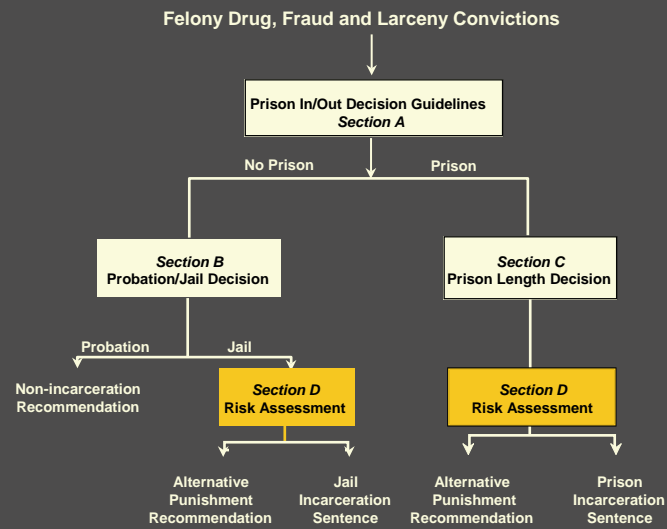 Felony Drug, Fraud and Larceny Convictions
Prison In/Out Decision Guidelines
Section A
No Prison
Prison
Section B
Probation/Jail Decision
Section C
Prison Length Decision
Probation
Jail
Non-incarceration
Recommendation
Section D
Risk Assessment
Section D
Risk Assessment
Alternative
Punishment
Recommendation
Jail
Incarceration
Sentence
Alternative
Punishment
Recommendation
Prison
Incarceration
Sentence